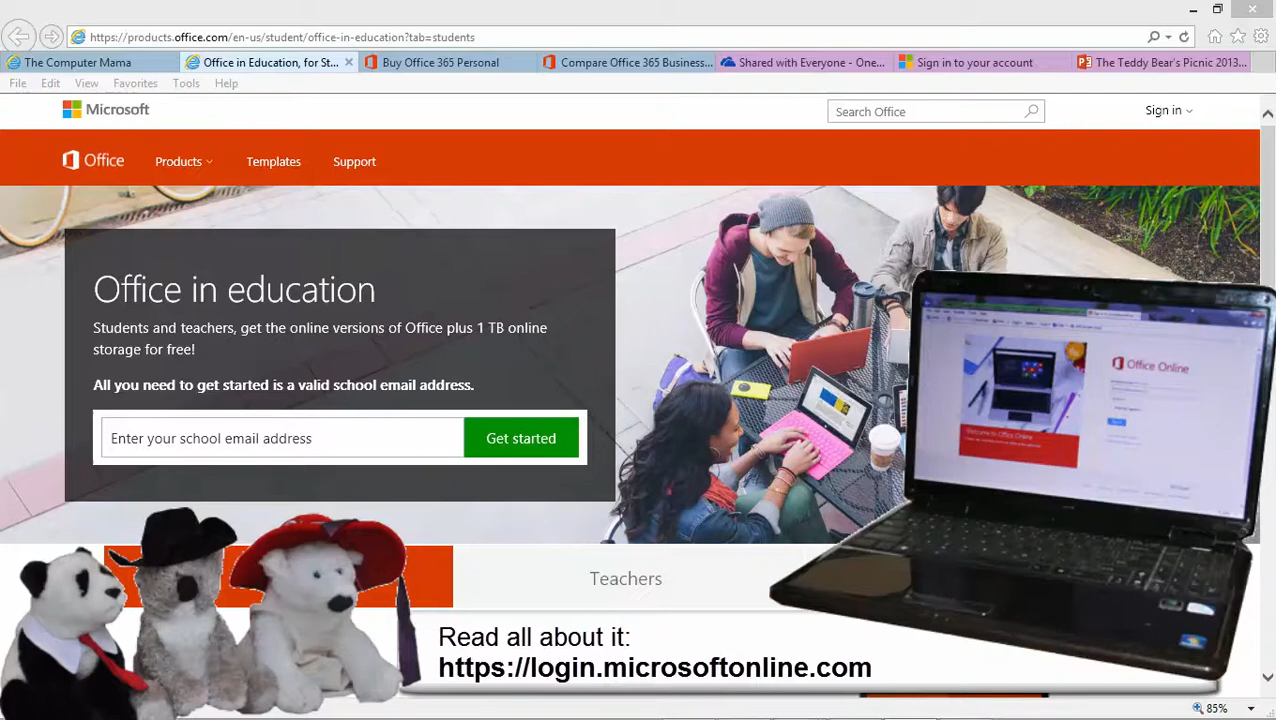 https://products.office.com/en-us/student/office-in-education?tab=students
The Computer Mama
Office in Education, for St...
Buy Office 365 Personal
Compare Office 365 Business...
Shared with Everyone - One...
Sign in to your account
The Teddy Bear's Picnic 2013...
File Edit View Favorites Tools Help
Microsoft
Search Office
Sign in
Office
Products
Templates
Support
Office in education
Students and teachers, get the online versions of Office plus 1 TB online
storage for free!
All you need to get started is a valid school email address.
Enter your school email address
Get started
Office Online
Welcome to Office Online
Teachers
Read all about it:
https://login.microsoftonline.com
85%